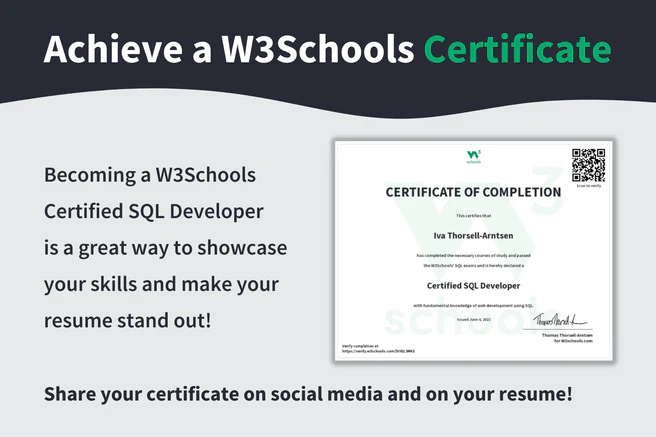 Achieve a W3Schools Certificate
Becoming a W3Schools
Certified SQL Developer
is a great way to showcase
your skills and make your
resume stand out!
W3
schools
Scan to verify
CERTIFICATE OF COMPLETION
This certifies that
Iva Thorsell-Arntsen
has completed the necessary courses of study and passed
the W3Schools' SQL exams and is hereby declared a
Certified SQL Developer
with fundamental knowledge of web development using SQL
Issued June 4, 2022
Thomas Thorsell-Arntsen
for W3schools.com
Verify completion at
Share your certificate on social media and on your resume!